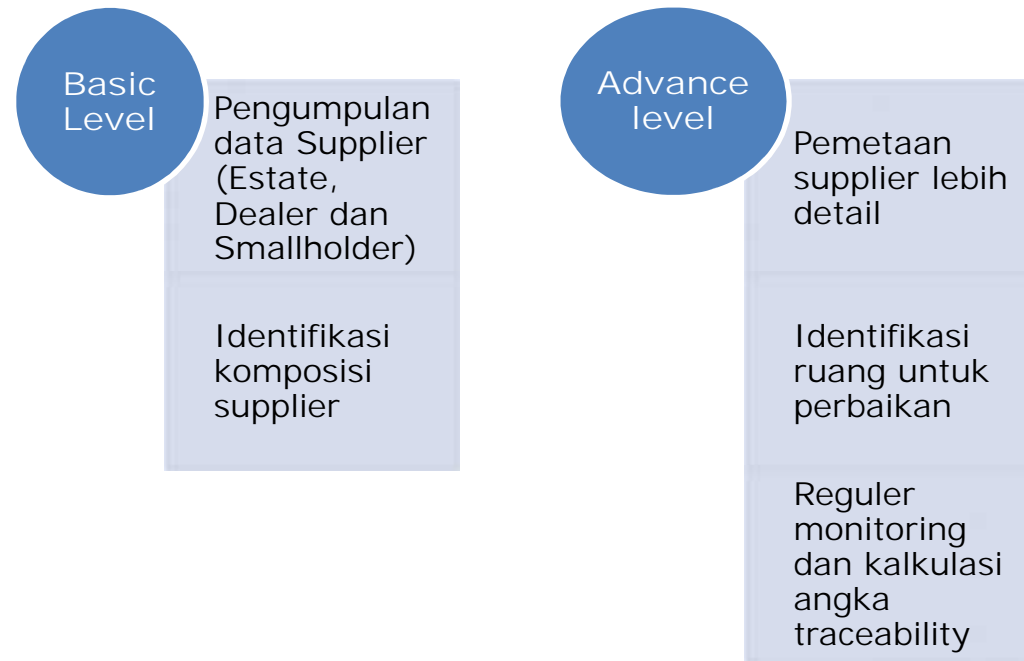 Basic
Level
Pengumpulan
data Supplier
(Estate,
Dealer dan
Smallholder)
Identifikasi
komposisi
supplier
Advance
level
Pemetaan
supplier lebih
detail
Identifikasi
ruang untuk
perbaikan
Reguler
monitoring
dan kalkulasi
angka
traceability